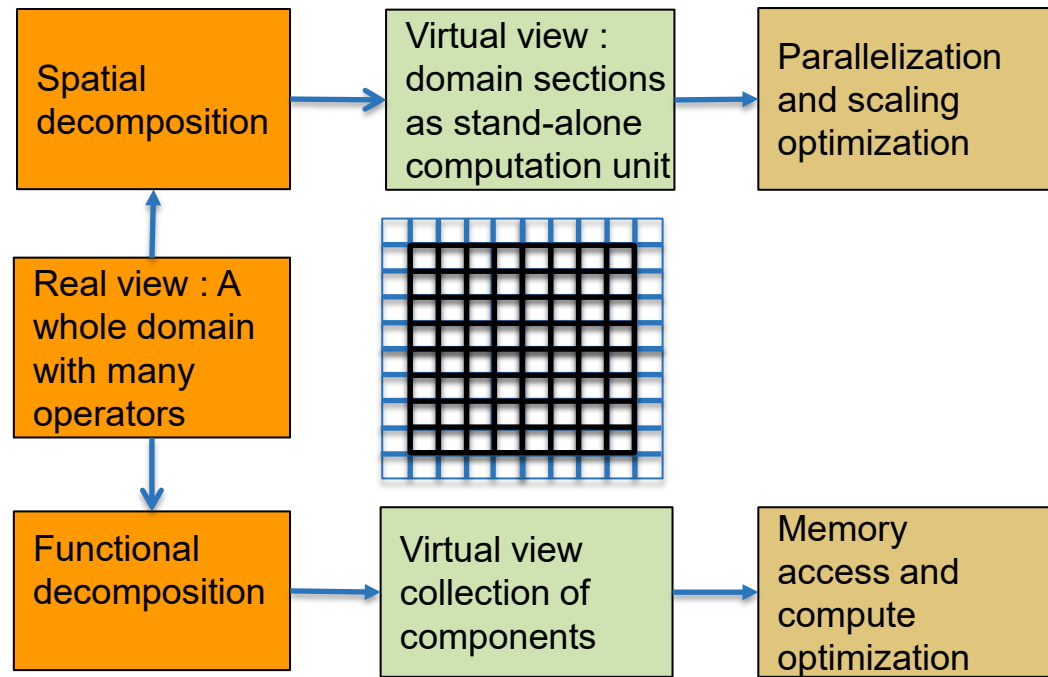 Spatial
decomposition
Virtual view :
domain sections
as stand-alone
computation unit
Parallelization
and scaling
optimization
Real view : A
whole domain
with many
operators
Functional
decomposition
Virtual view
collection of
components
Memory
access and
compute
optimization